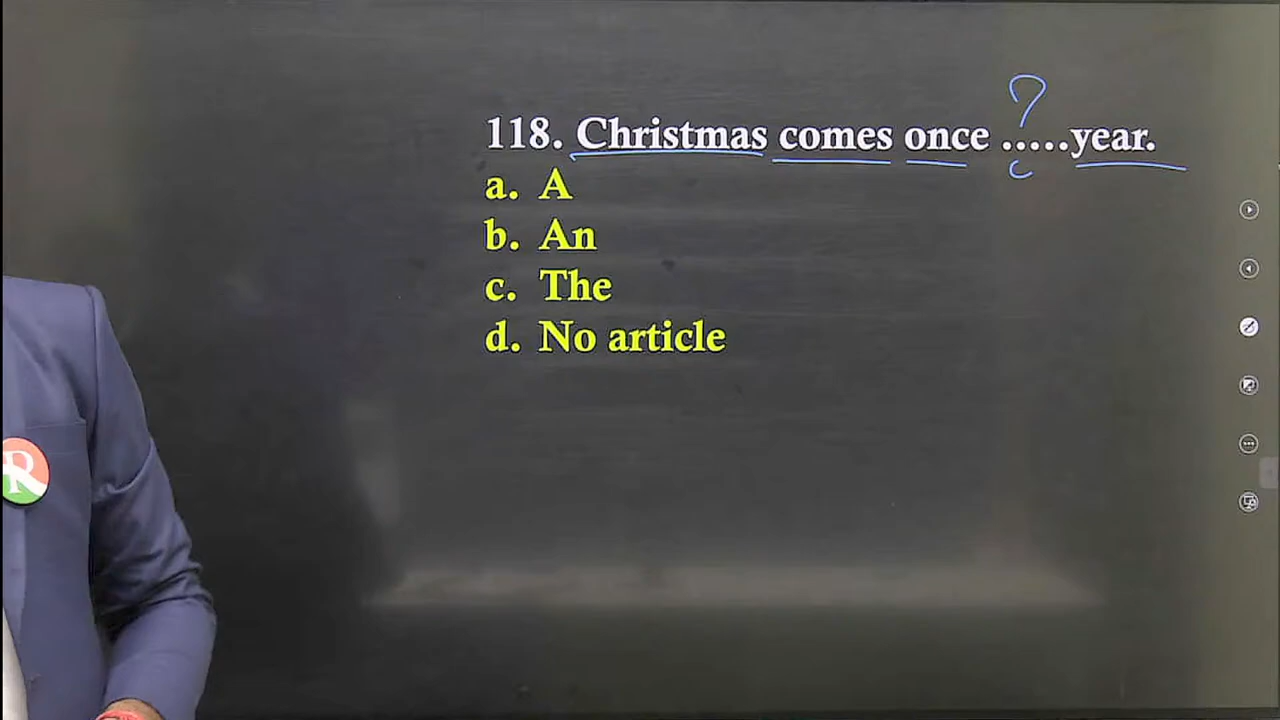 ?
118. Christmas comes once .....year.
a. A
b. An
c. The
d. No article
R